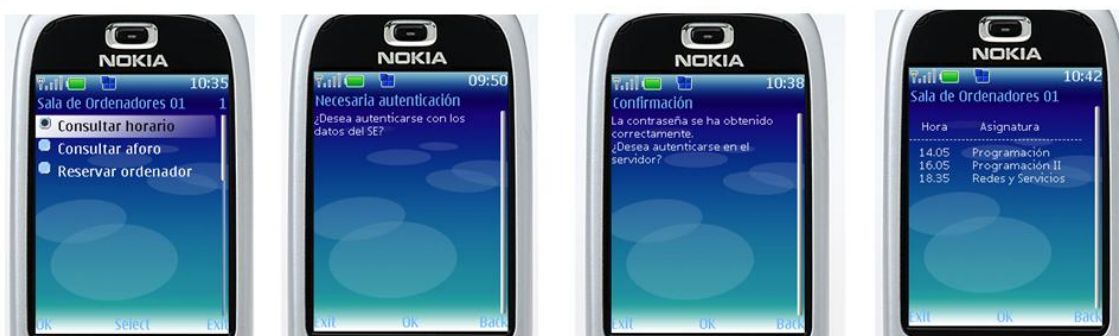 NOKIA
10:35
Sala de Ordenadores 01 1
Consultar horario
Consultar aforo
Reservar ordenador
OK Select Exit
NOKIA
09:50
Necesaria autenticación
¿Desea autenticarse con los
datos del SE?
Exit OK Back
NOKIA
10:38
Confirmación
La contraseña se ha obtenido
correctamente.
¿Desea autenticarse en el
servidor?
Exit OK Back
NOKIA
10:42
Sala de Ordenadores 01
Hora Asignatura
14.05 Programación
16.05 Programación II
18.35 Redes y Servicios
Exit OK Back